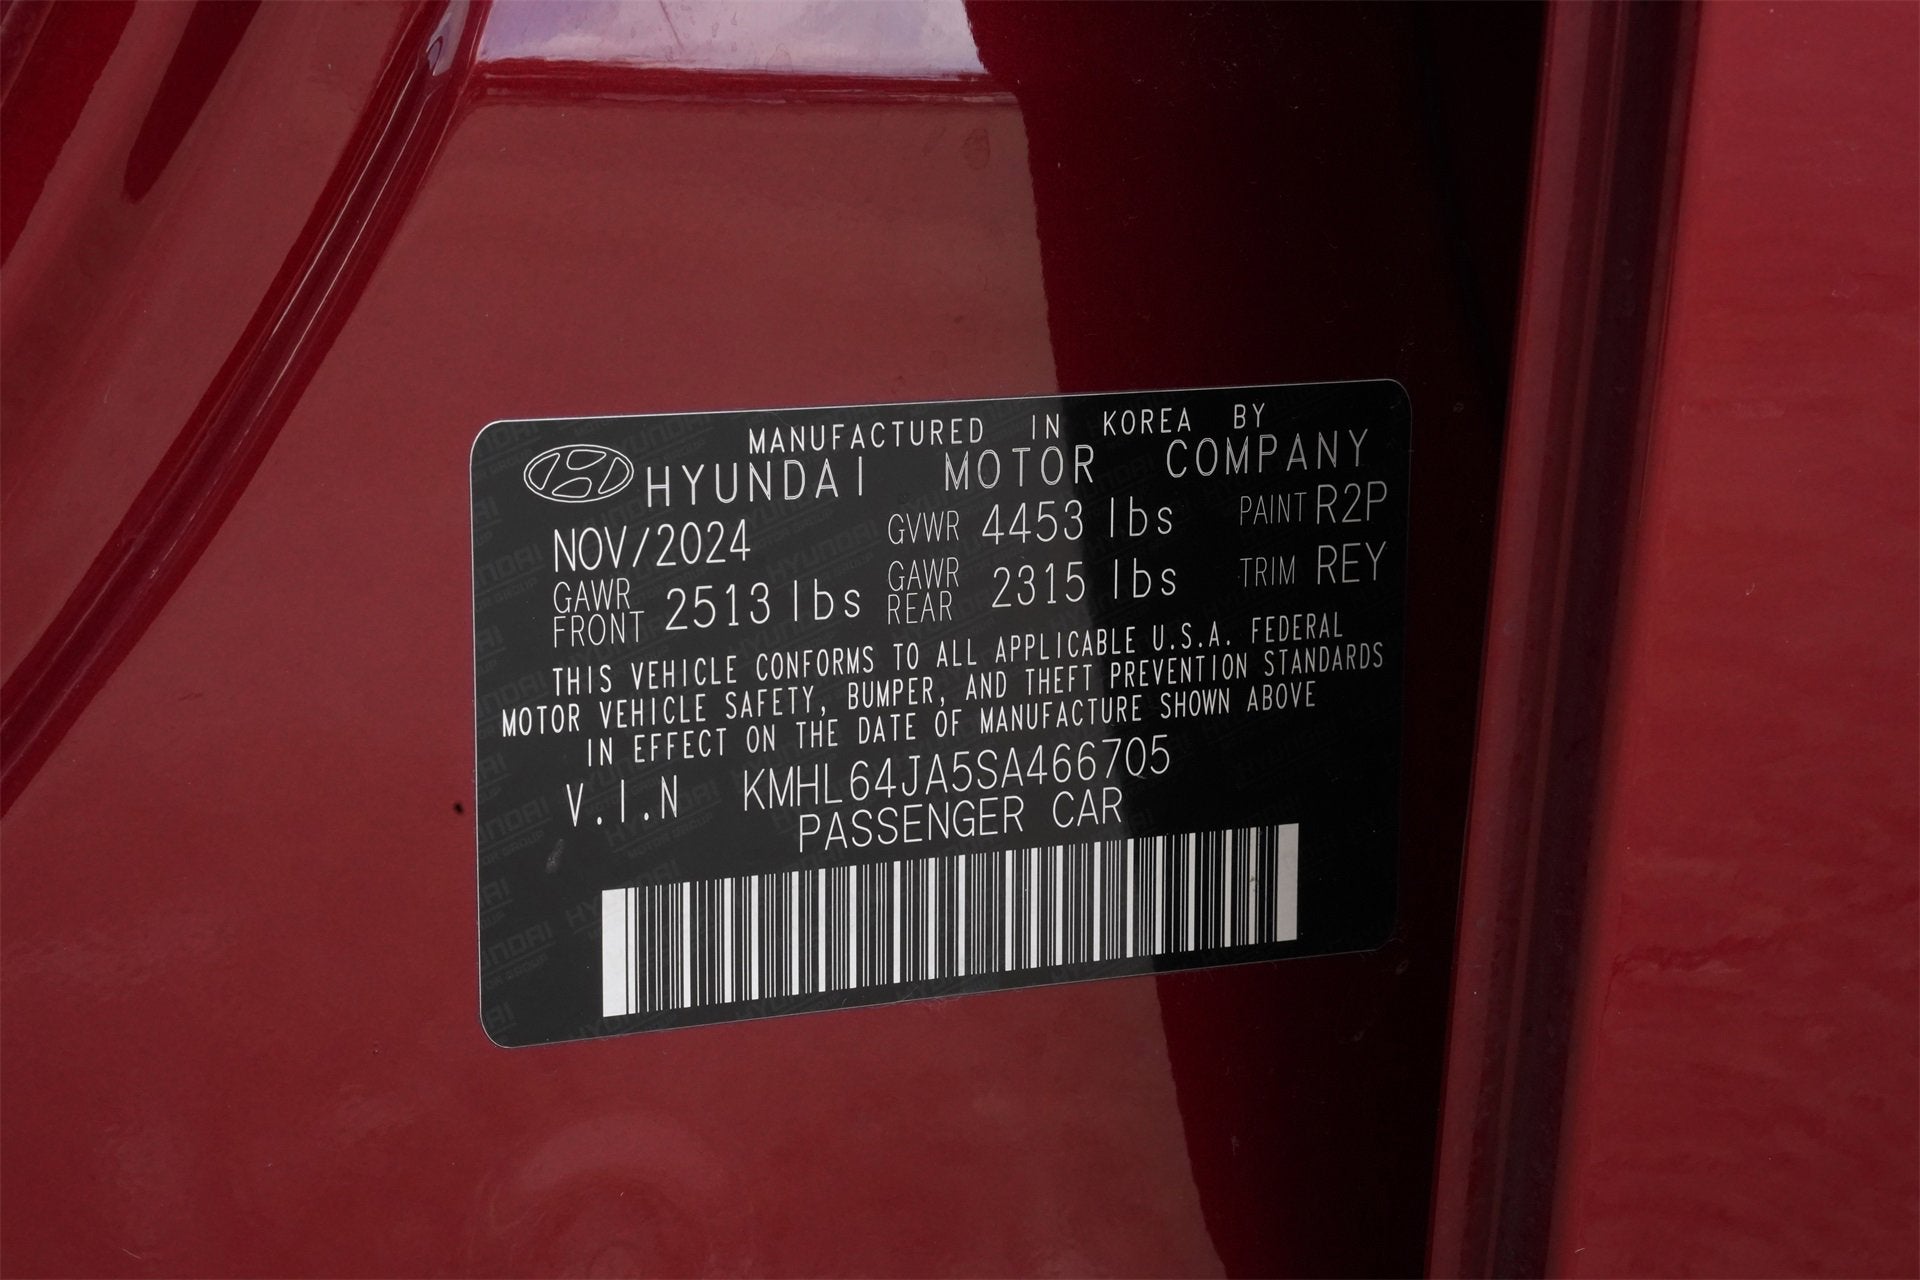 MANUFACTURED IN KOREA BY
HYUNDAI MOTOR COMPANY
NOV/2024 GVWR 4453 lbs PAINT R2P
GAWR FRONT 2513 lbs GAWR REAR 2315 lbs TRIM REY
THIS VEHICLE CONFORMS TO ALL APPLICABLE U.S.A. FEDERAL
MOTOR VEHICLE SAFETY, BUMPER, AND THEFT PREVENTION STANDARDS
IN EFFECT ON THE DATE OF MANUFACTURE SHOWN ABOVE
V.I.N KMHL64JA5SA466705
PASSENGER CAR